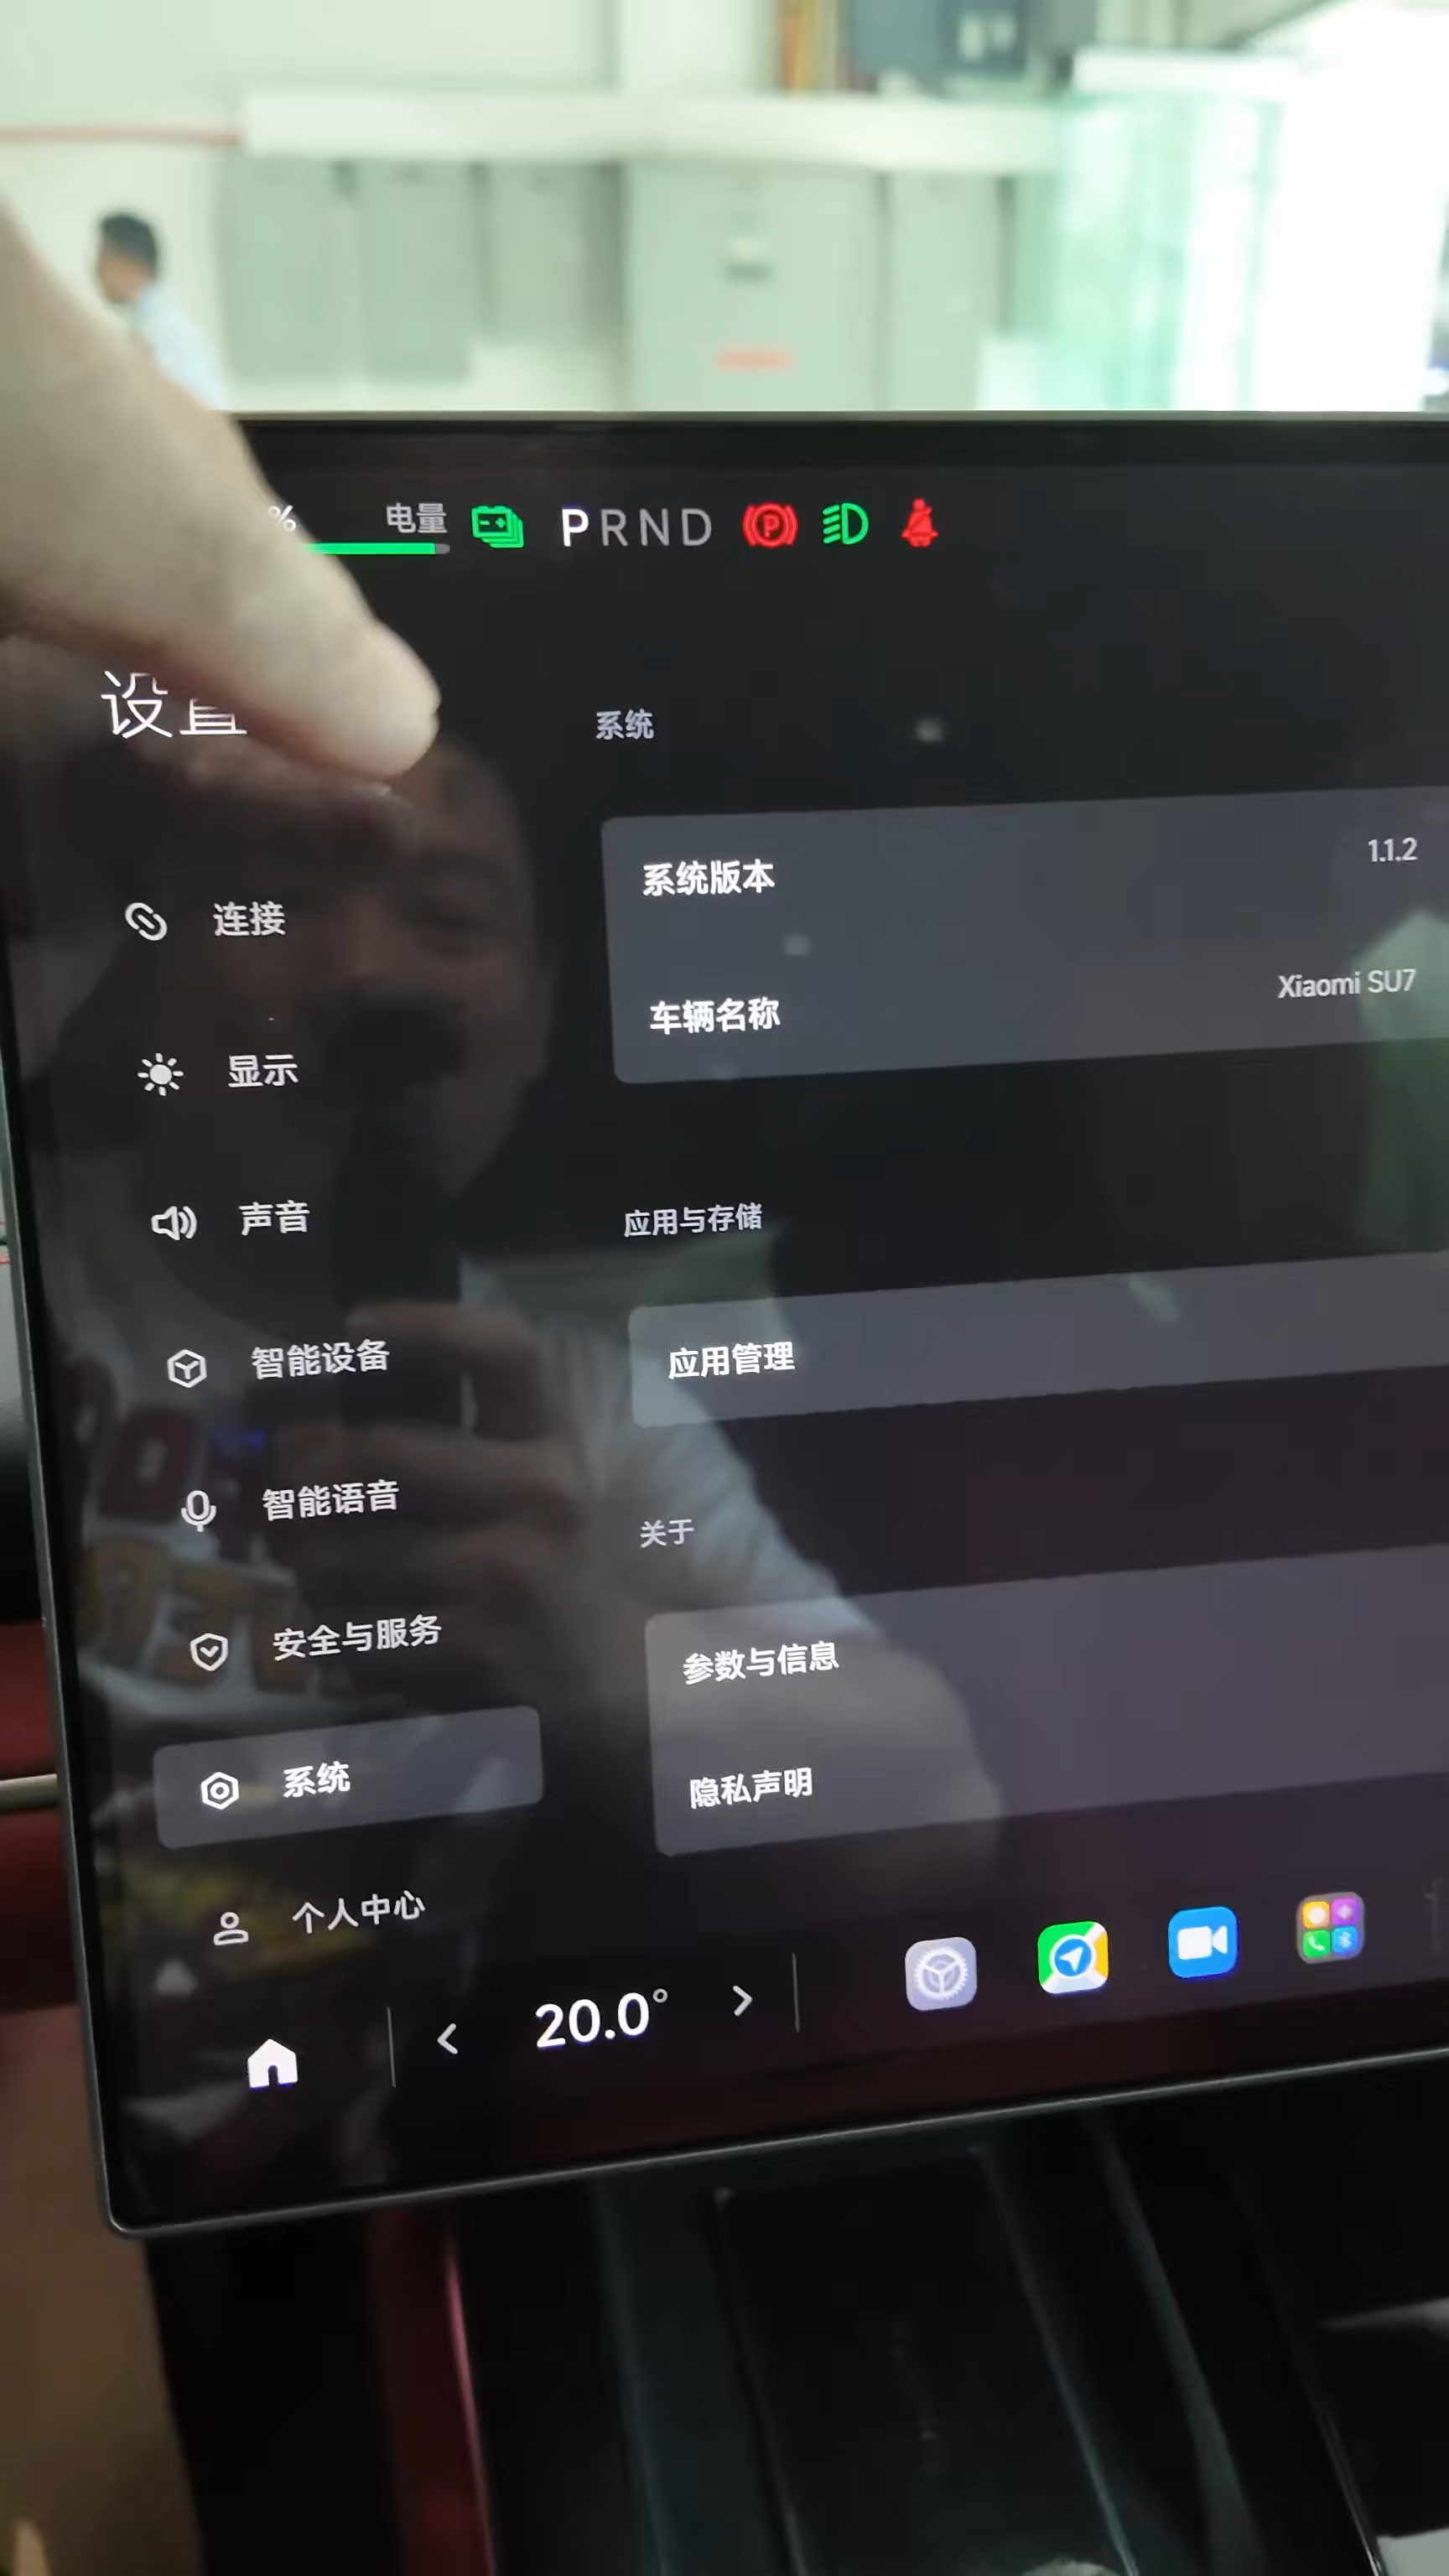 %
电量
PRND
设置
系统
系统版本
1.1.2
车辆名称
Xiaomi SU7
连接
显示
声音
智能设备
智能语音
安全与服务
系统
个人中心
应用与存储
应用管理
关于
参数与信息
隐私声明
20.0°